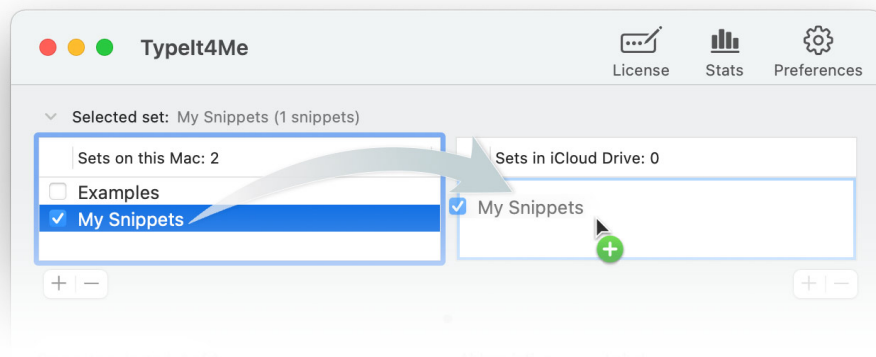 TypeIt4Me
License
Stats
Preferences
Selected set: My Snippets (1 snippets)
Sets on this Mac: 2
Sets in iCloud Drive: 0
Examples
My Snippets
My Snippets